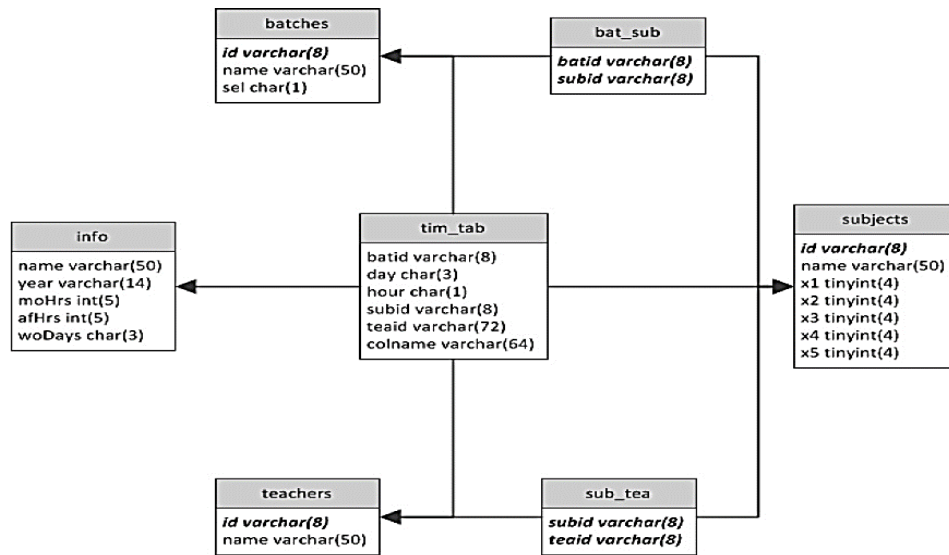 batches
id varchar(8)
name varchar(50)
sel char(1)
bat_sub
batid varchar(8)
subid varchar(8)
info
name varchar(50)
year varchar(14)
moHrs int(5)
afHrs int(5)
woDays char(3)
tim_tab
batid varchar(8)
day char(3)
hour char(1)
subid varchar(8)
teaid varchar(72)
colname varchar(64)
subjects
id varchar(8)
name varchar(50)
x1 tinyint(4)
x2 tinyint(4)
x3 tinyint(4)
x4 tinyint(4)
x5 tinyint(4)
teachers
id varchar(8)
name varchar(50)
sub_tea
subid varchar(8)
teaid varchar(8)